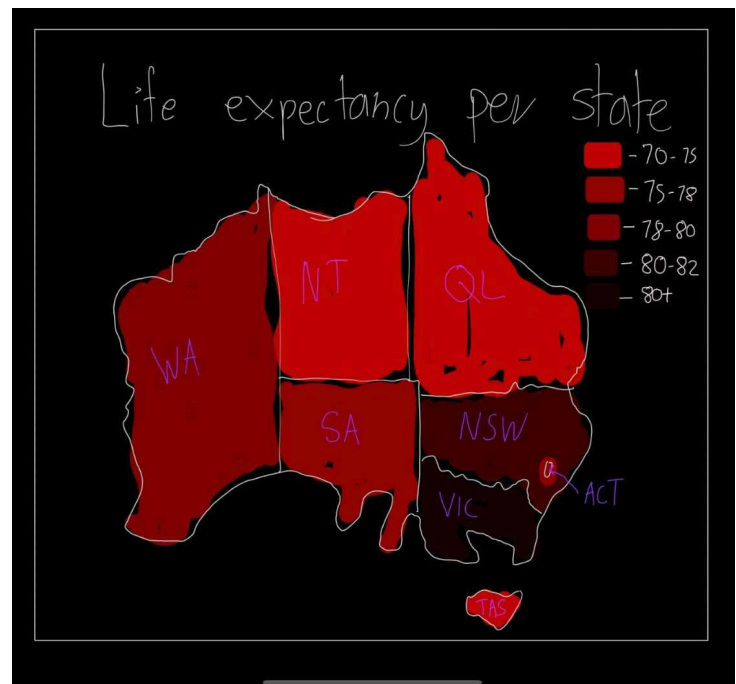 Life expectancy per state
- 70-75
- 75-78
- 78-80
- 80-82
- 80+
NT
QL
WA
SA
NSW
ACT
VIC
TAS